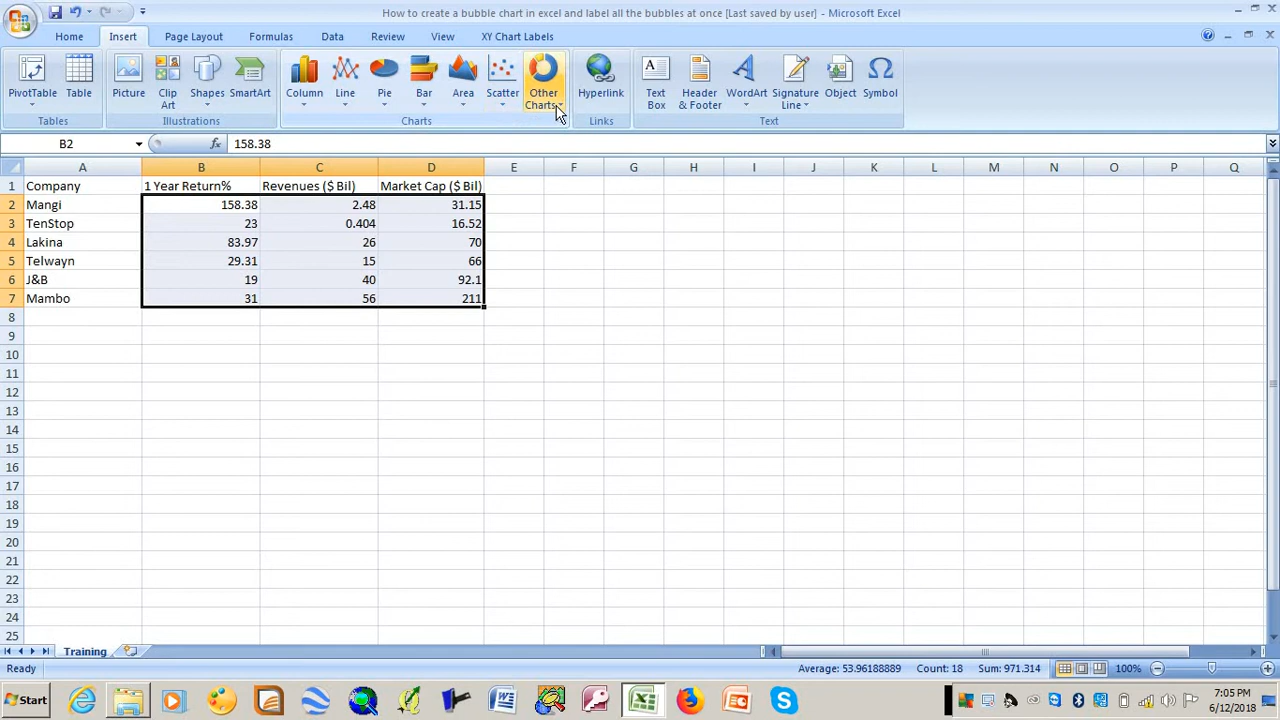 How to create a bubble chart in excel and label all the bubbles at once [Last saved by user] - Microsoft Excel
Home Insert Page Layout Formulas Data Review View XY Chart Labels
PivotTable Table Picture Clip Art Shapes SmartArt Column Line Pie Bar Area Scatter Other Charts Hyperlink Text Box Header & Footer WordArt Signature Line Object Symbol
Tables Illustrations Charts Links Text
B2 fx 158.38
A B C D E F G H I J K L M N O P Q
1 Company 1 Year Return% Revenues ($ Bil) Market Cap ($ Bil)
2 Mangi 158.38 2.48 31.15
3 TenStop 23 0.404 16.52
4 Lakina 83.97 26 70
5 Telwayn 29.31 15 66
6 J&B 19 40 92.1
7 Mambo 31 56 211
8
9
10
11
12
13
14
15
16
17
18
19
20
21
22
23
24
25
Training
Ready Average: 53.96188889 Count: 18 Sum: 971.314 100%
Start 7:05 PM
6/12/2018